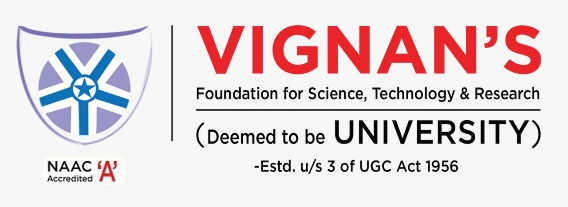 VIGNAN'S
Foundation for Science, Technology & Research
(Deemed to be UNIVERSITY)
-Estd. u/s 3 of UGC Act 1956
NAAC 'A'
Accredited